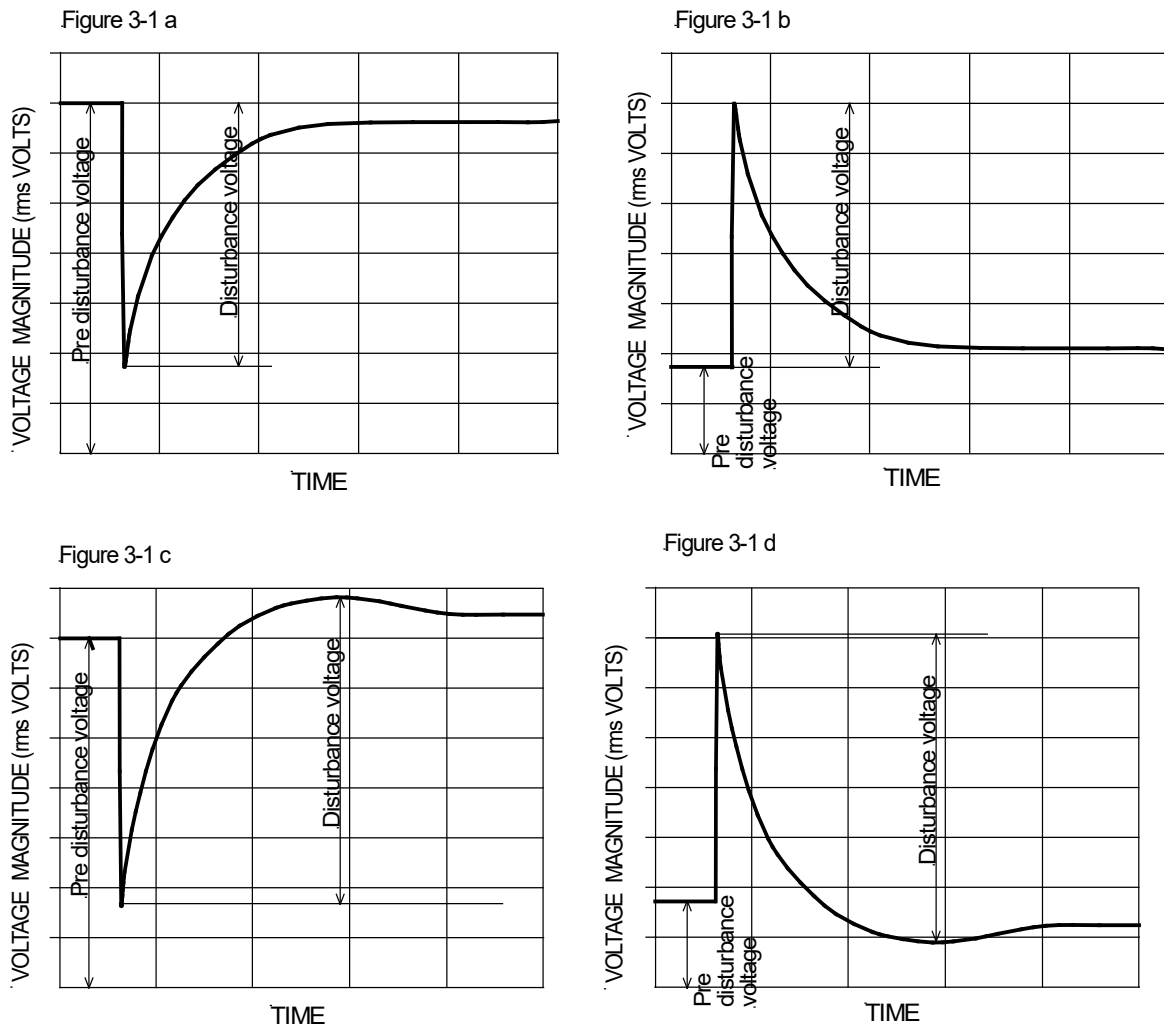 Figure 3-1 a
VOLTAGE MAGNITUDE (rms VOLTS)
Pre disturbance voltage
Disturbance voltage
TIME
Figure 3-1 b
VOLTAGE MAGNITUDE (rms VOLTS)
Pre
disturbance
voltage
Disturbance voltage
TIME
Figure 3-1 c
VOLTAGE MAGNITUDE (rms VOLTS)
Pre disturbance voltage
Disturbance voltage
TIME
Figure 3-1 d
VOLTAGE MAGNITUDE (rms VOLTS)
Pre
disturbance
voltage
Disturbance voltage
TIME